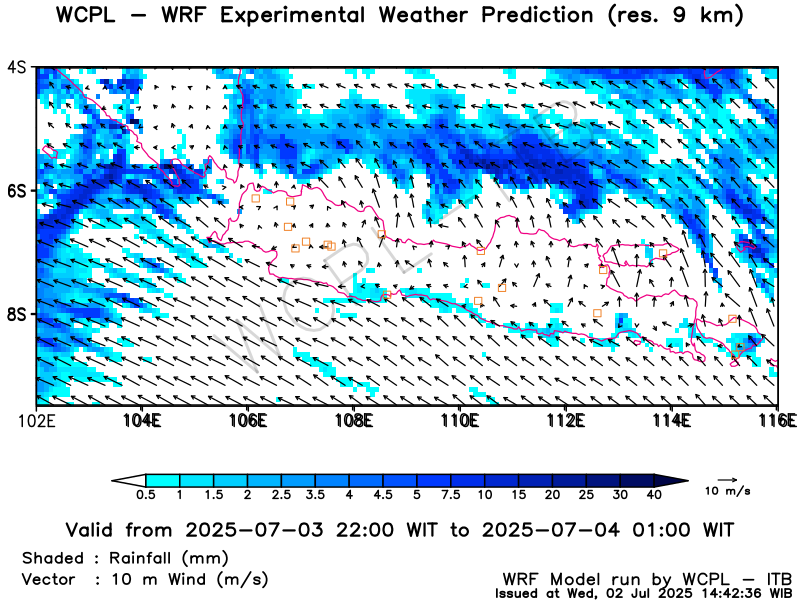 WCPL – WRF Experimental Weather Prediction (res. 9 km)
4S
6S
8S
102E 104E 106E 108E 110E 112E 114E 116E
WCPL-ITB
0.5 1 1.5 2 2.5 3.5 4 4.5 5 7.5 10 15 20 25 30 40
10 m/s
Valid from 2025-07-03 22:00 WIT to 2025-07-04 01:00 WIT
Shaded : Rainfall (mm)
Vector : 10 m Wind (m/s)
WRF Model run by WCPL – ITB
Issued at Wed, 02 Jul 2025 14:42:36 WIB